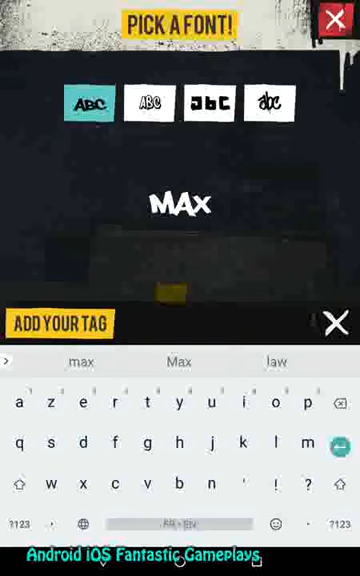 PICK A FONT!
ABC ABC abc abc
MAX
ADD YOUR TAG
max Max law
a z e r t y u i o p
q s d f g h j k l m
w x c v b n ' ! ?
?123 , FR • EN . ?123
Android iOS Fantastic Gameplays